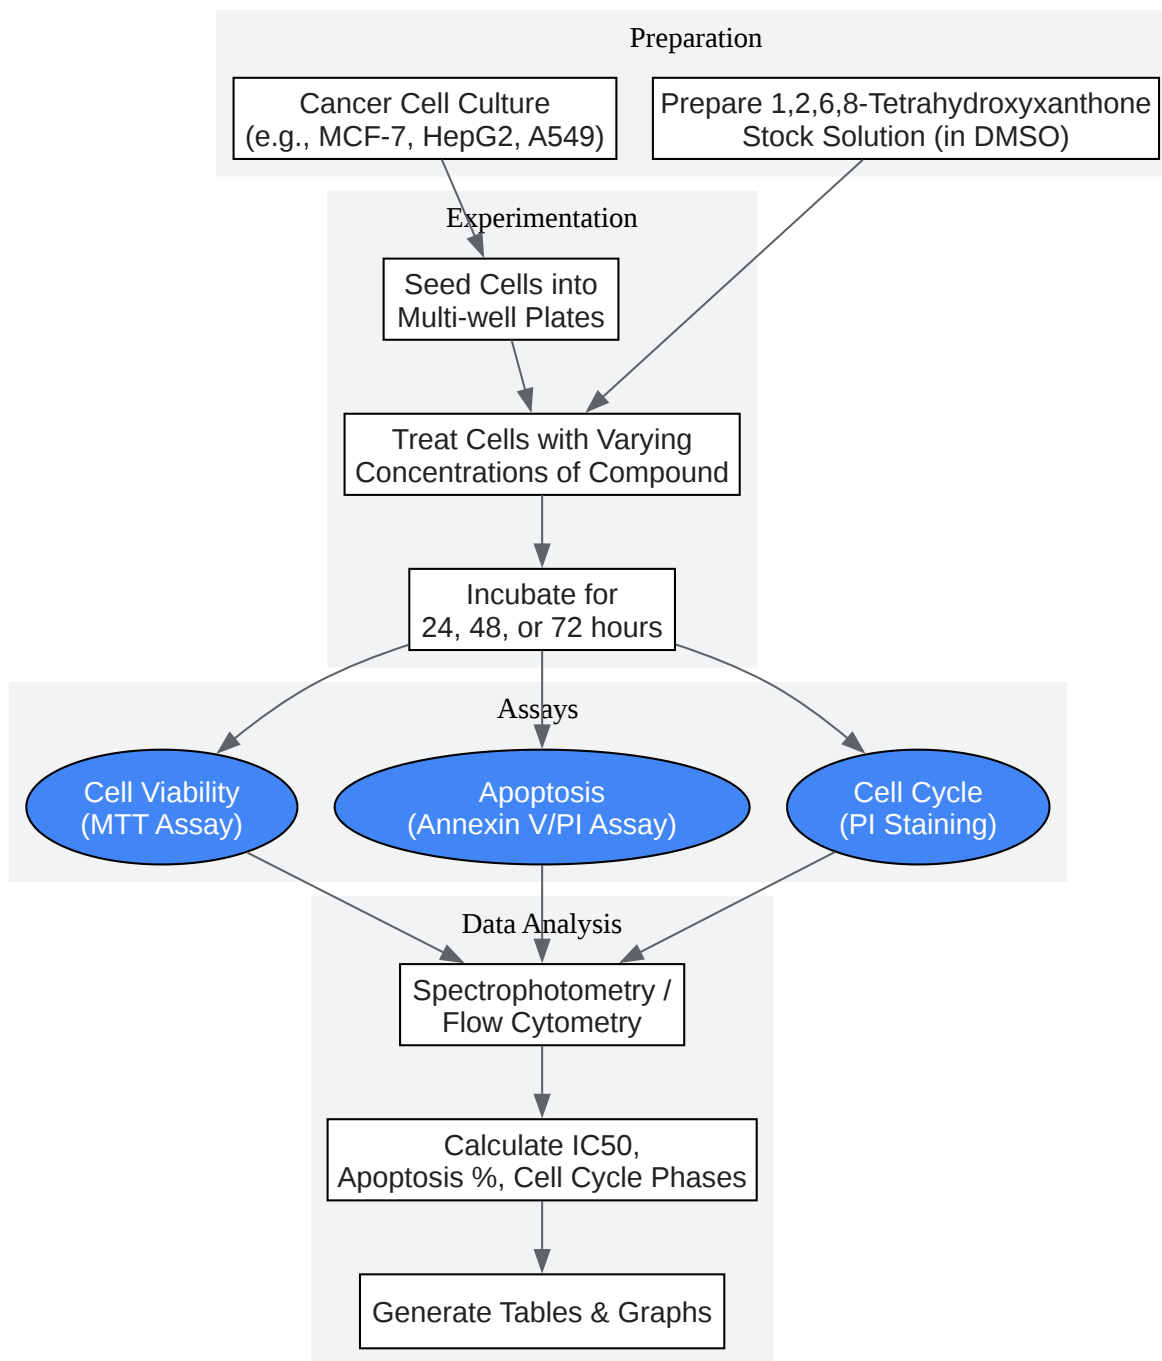 Preparation
Cancer Cell Culture
(e.g., MCF-7, HepG2, A549)
Prepare 1,2,6,8-Tetrahydroxyxanthone
Stock Solution (in DMSO)
Experimentation
Seed Cells into
Multi-well Plates
Treat Cells with Varying
Concentrations of Compound
Incubate for
24, 48, or 72 hours
Assays
Cell Viability
(MTT Assay)
Apoptosis
(Annexin V/PI Assay)
Cell Cycle
(PI Staining)
Data Analysis
Spectrophotometry /
Flow Cytometry
Calculate IC50,
Apoptosis %, Cell Cycle Phases
Generate Tables & Graphs